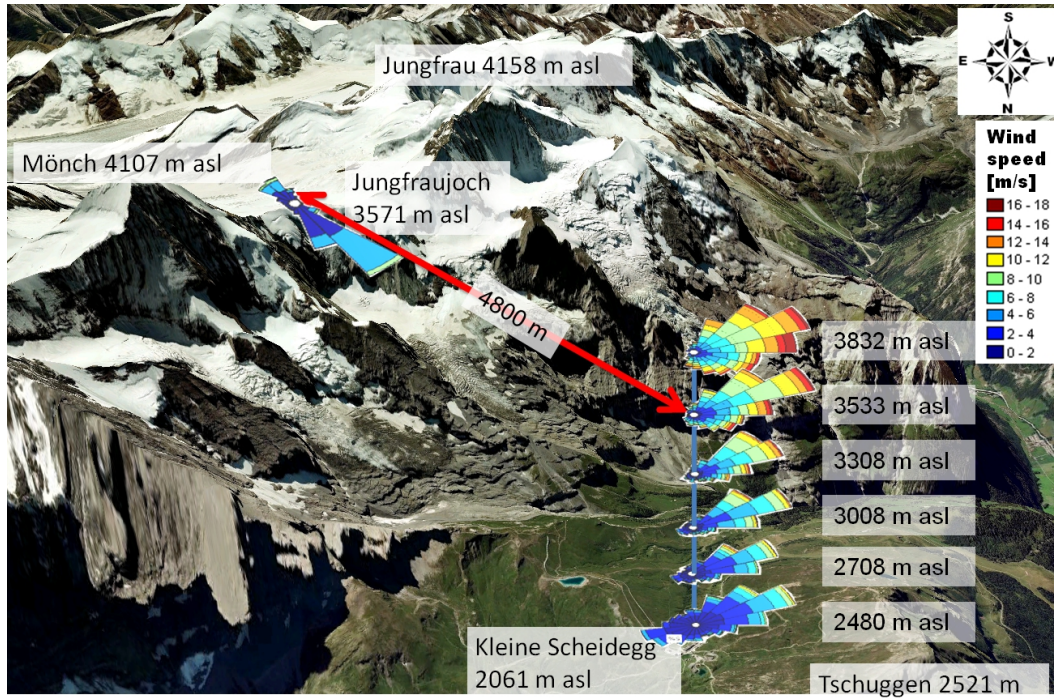 Jungfrau 4158 m asl
S
E
W
N
Mönch 4107 m asl
Jungfraujoch
3571 m asl
Wind
speed
[m/s]
16 - 18
14 - 16
12 - 14
10 - 12
8 - 10
6 - 8
4 - 6
2 - 4
0 - 2
4800 m
3832 m asl
3533 m asl
3308 m asl
3008 m asl
2708 m asl
2480 m asl
Kleine Scheidegg
2061 m asl
Tschuggen 2521 m